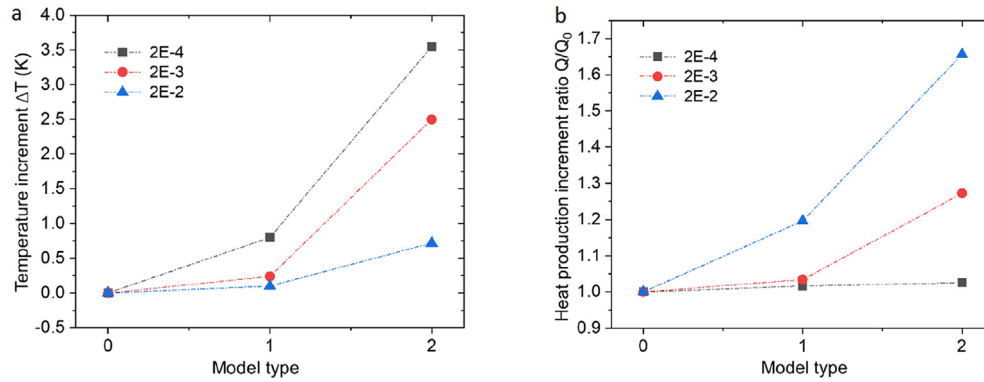 a
4.0
3.5
3.0
2.5
2.0
1.5
1.0
0.5
0.0
-0.5
Temperature increment ΔT (K)
2E-4
2E-3
2E-2
0 1 2
Model type
b
1.7
1.6
1.5
1.4
1.3
1.2
1.1
1.0
0.9
Heat production increment ratio Q/Q₀
2E-4
2E-3
2E-2
0 1 2
Model type